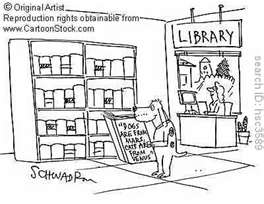 © Original Artist
Reproduction rights obtainable from
www.CartoonStock.com
LIBRARY
"DOGS
ARE FROM
MARS,
CATS ARE
FROM
VENUS"
SCHWADRON
search ID: hsc3589